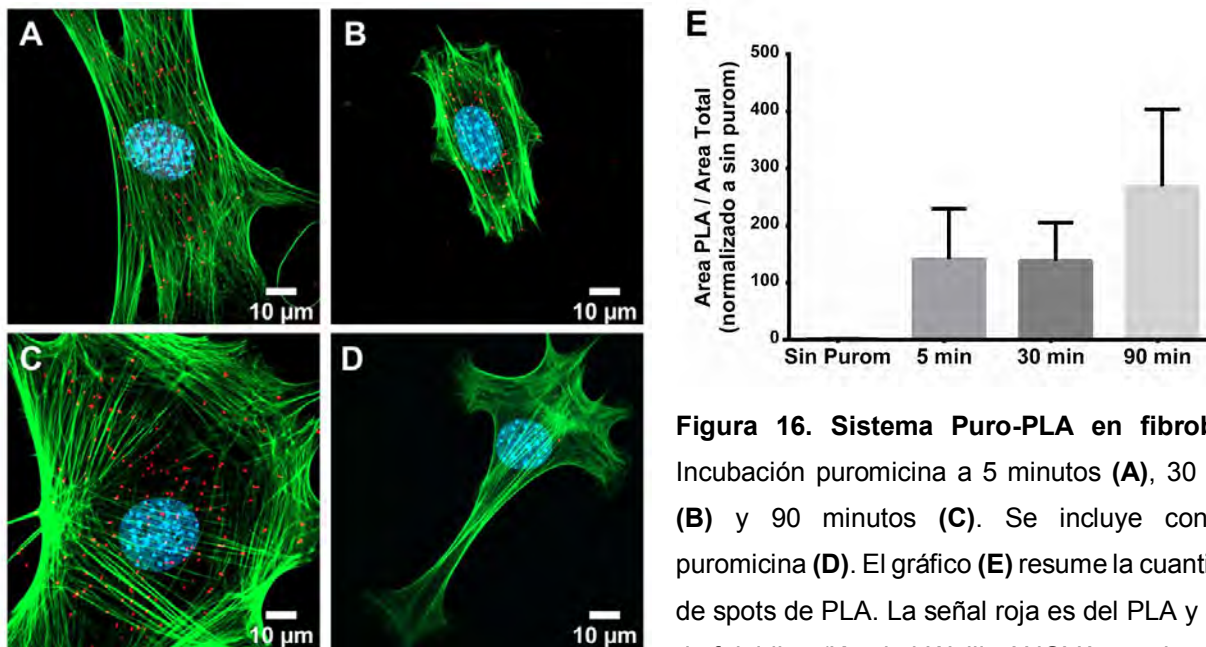 A
10 µm
B
10 µm
C
10 µm
D
10 µm
E
Area PLA / Area Total
(normalizado a sin purom)
500
400
300
200
100
0
Sin Purom 5 min 30 min 90 min
Figura 16. Sistema Puro-PLA en
Incubación puromicina a 5 minutos (A), 30
(B) y 90 minutos (C). Se incluye
puromicina (D). El gráfico (E) resume la
de spots de PLA. La señal roja es del PLA y